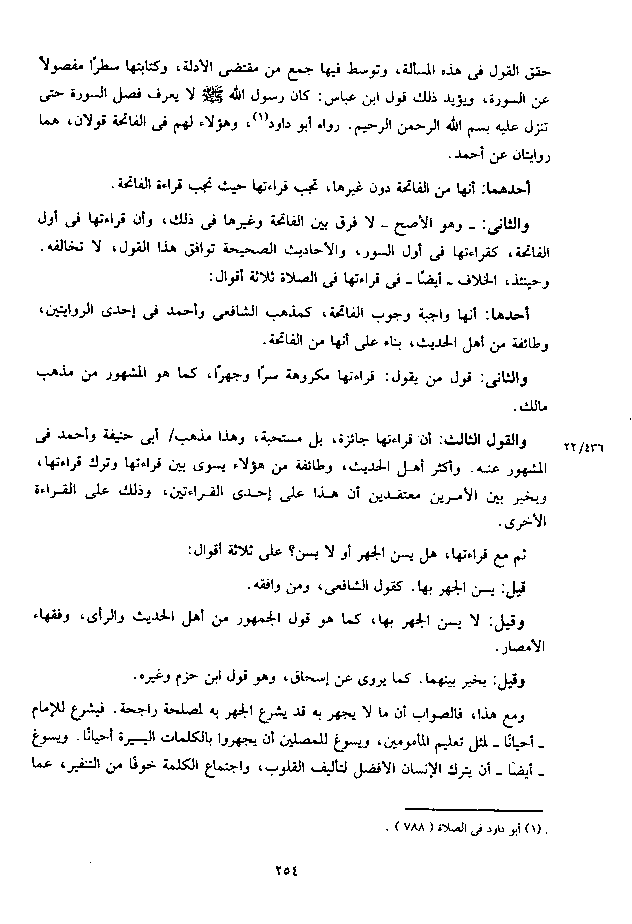 حقق القول فى هذه المسألة، وتوسط فيها جمع من مقتضى الأدلة، وكتابتها سطرًا مفصولاً
عن السورة، ويؤيد ذلك قول ابن عباس: كان رسول الله ﷺ لا يعرف فصل السورة حتى
تنزل عليه بسم الله الرحمن الرحيم. رواه أبو داود(١)، وهؤلاء لهم فى الفاتحة قولان، هما
روايتان عن أحمد.
أحدهما: أنها من الفاتحة دون غيرها، تجب قراءتها حيث تجب قراءة الفاتحة.
والثانى: ـ وهو الأصح ـ لا فرق بين الفاتحة وغيرها فى ذلك، وأن قراءتها فى أول
الفاتحة، كقراءتها فى أول السور، والأحاديث الصحيحة توافق هذا القول، لا تخالفه.
وحينئذ، الخلاف ـ أيضًا ـ فى قراءتها فى الصلاة ثلاثة أقوال:
أحدها: أنها واجبة وجوب الفاتحة، كمذهب الشافعي وأحمد فى إحدى الروايتين،
وطائفة من أهل الحديث، بناء على أنها من الفاتحة.
والثانى: قول من يقول: قراءتها مكروهة سرًا وجهرًا، كما هو المشهور من مذهب
مالك.
والقول الثالث: أن قراءتها جائزة، بل مستحبة، وهذا مذهب/ أبى حنيفة وأحمد فى
٢٢/٤٣٦
المشهور عنه. وأكثر أهل الحديث، وطائفة من هؤلاء يسوى بين قراءتها وترك قراءتها،
ويخير بين الأمرين معتقدين أن هذا على إحدى القراءتين، وذلك على القراءة
الأخرى.
ثم مع قراءتها، هل يسن الجهر أو لا يسن؟ على ثلاثة أقوال:
قيل: يسن الجهر بها. كقول الشافعى، ومن وافقه.
وقيل: لا يسن الجهر بها، كما هو قول الجمهور من أهل الحديث والرأى، وفقهاء
الأمصار.
وقيل: يخير بينهما. كما يروى عن إسحاق، وهو قول ابن حزم وغيره.
ومع هذا، فالصواب أن ما لا يجهر به قد يشرع الجهر به لمصلحة راجحة. فيشرع للإمام
ـ أحيانًا ـ لمثل تعليم المأمومين، ويسوغ للمصلين أن يجهروا بالكلمات اليسيرة أحيانًا. ويسوغ
ـ أيضًا ـ أن يترك الإنسان الأفضل لتأليف القلوب، واجتماع الكلمة خوفًا من التنفير، عما
(١) أبو داود فى الصلاة ( ٧٨٨ ) .
٢٥٤